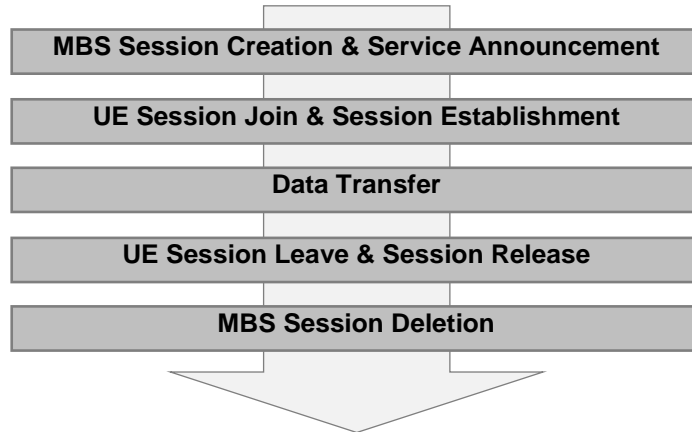 MBS Session Creation & Service Announcement
UE Session Join & Session Establishment
Data Transfer
UE Session Leave & Session Release
MBS Session Deletion